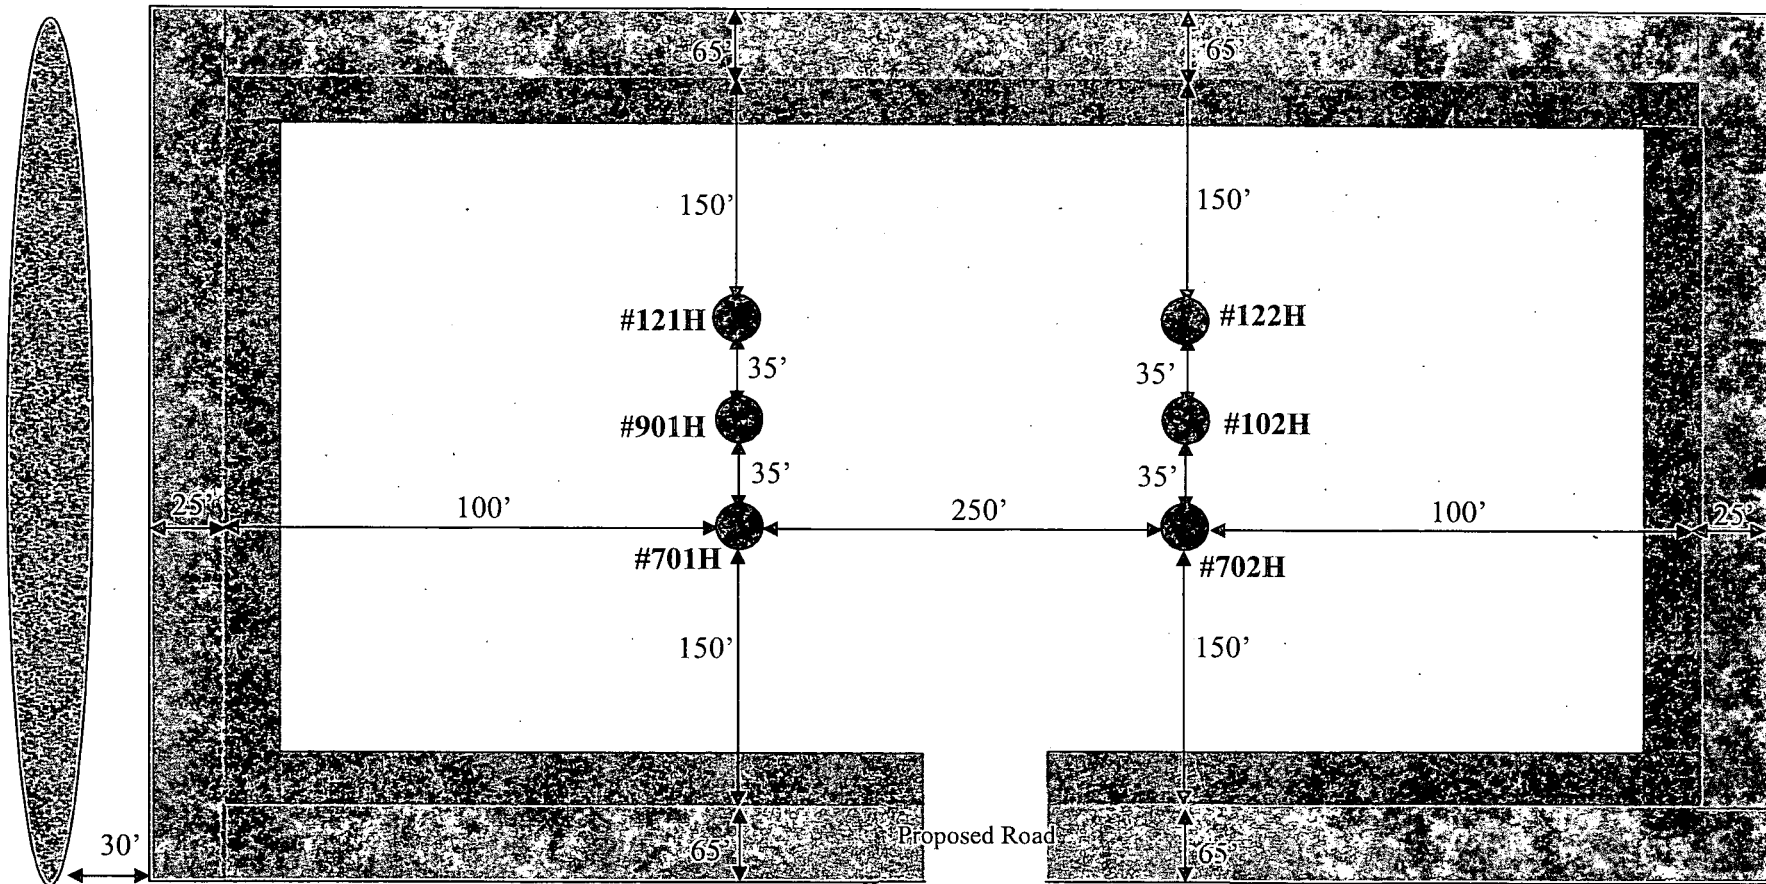 65’ 65’
150’ 150’
#121H #122H
35’ 35’
#901H #102H
35’ 35’
25’ 100’ 250’ 100’ 25’
#701H #702H
150’ 150’
Proposed Road
30’ 65’ 65’